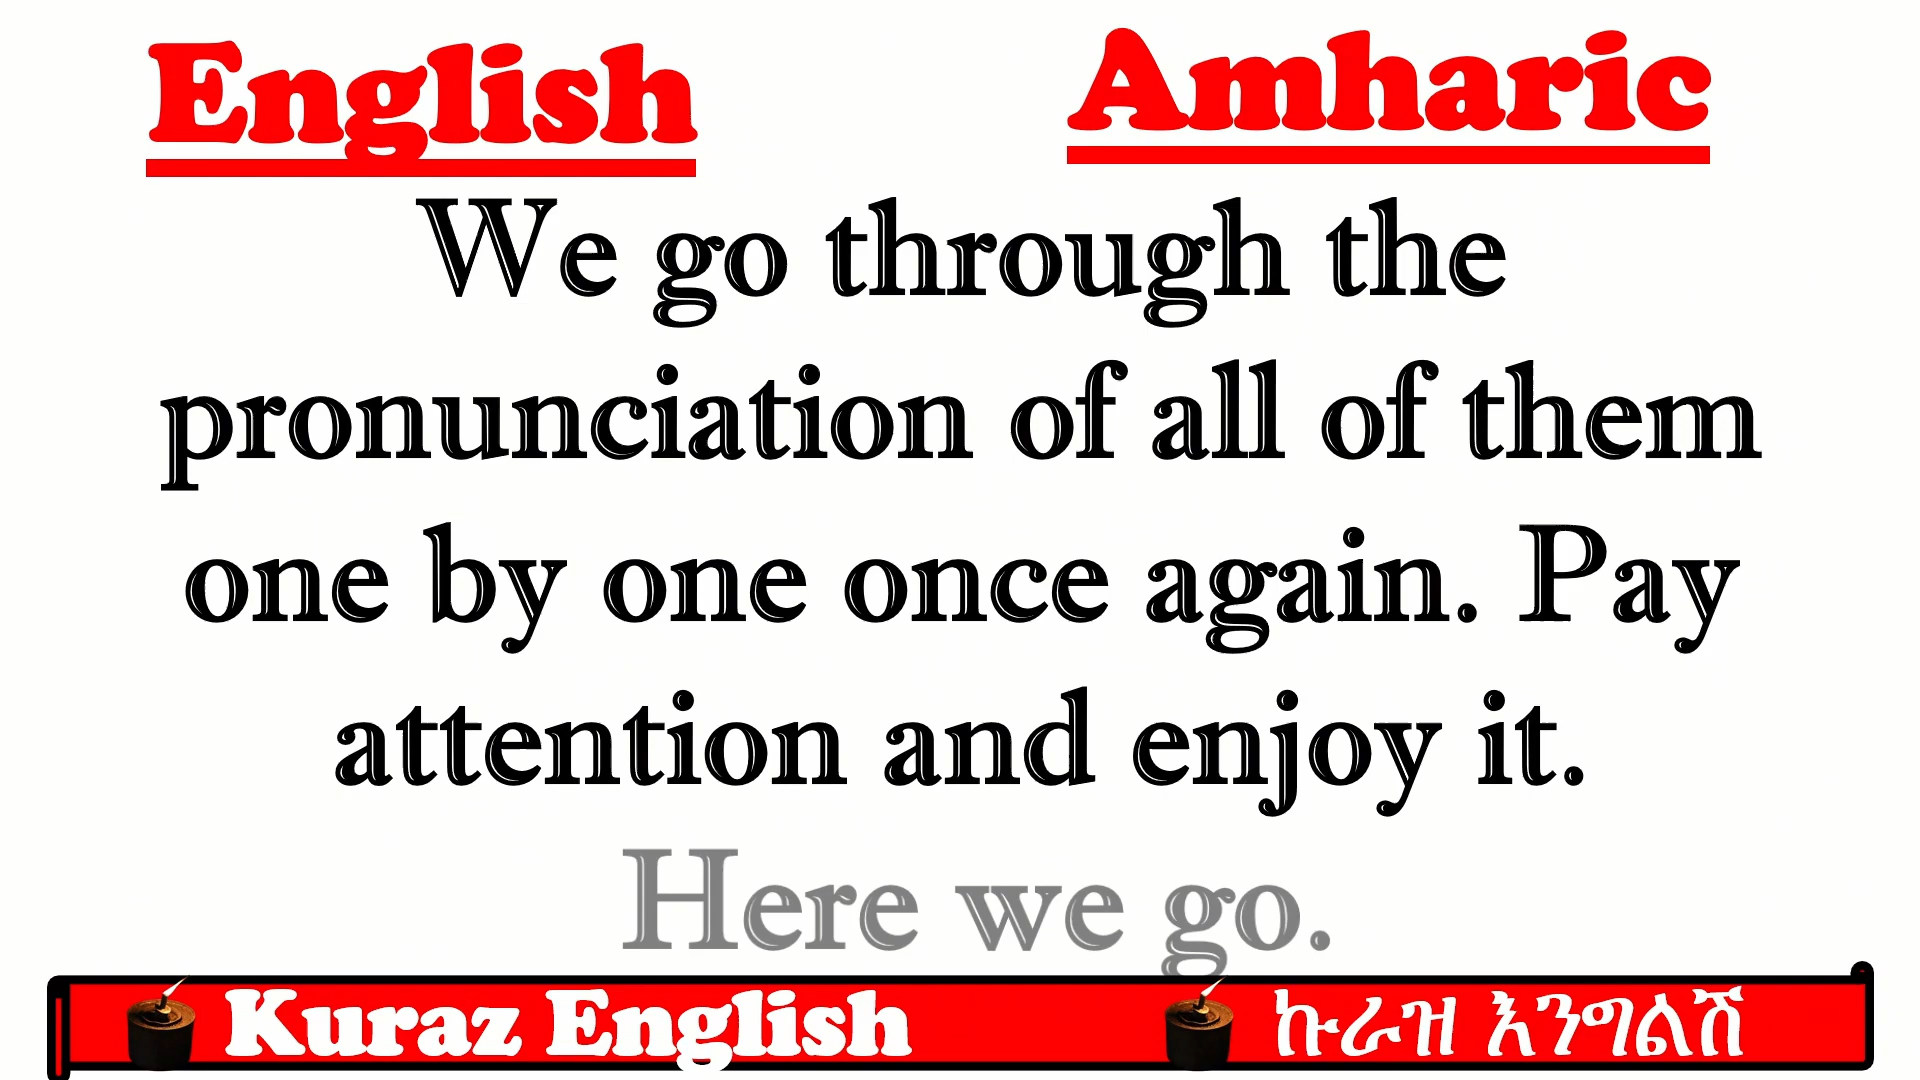 English Amharic
We go through the
pronunciation of all of them
one by one once again. Pay
attention and enjoy it.
Here we go.
Kuraz English ኩራዝ እንግልሽ